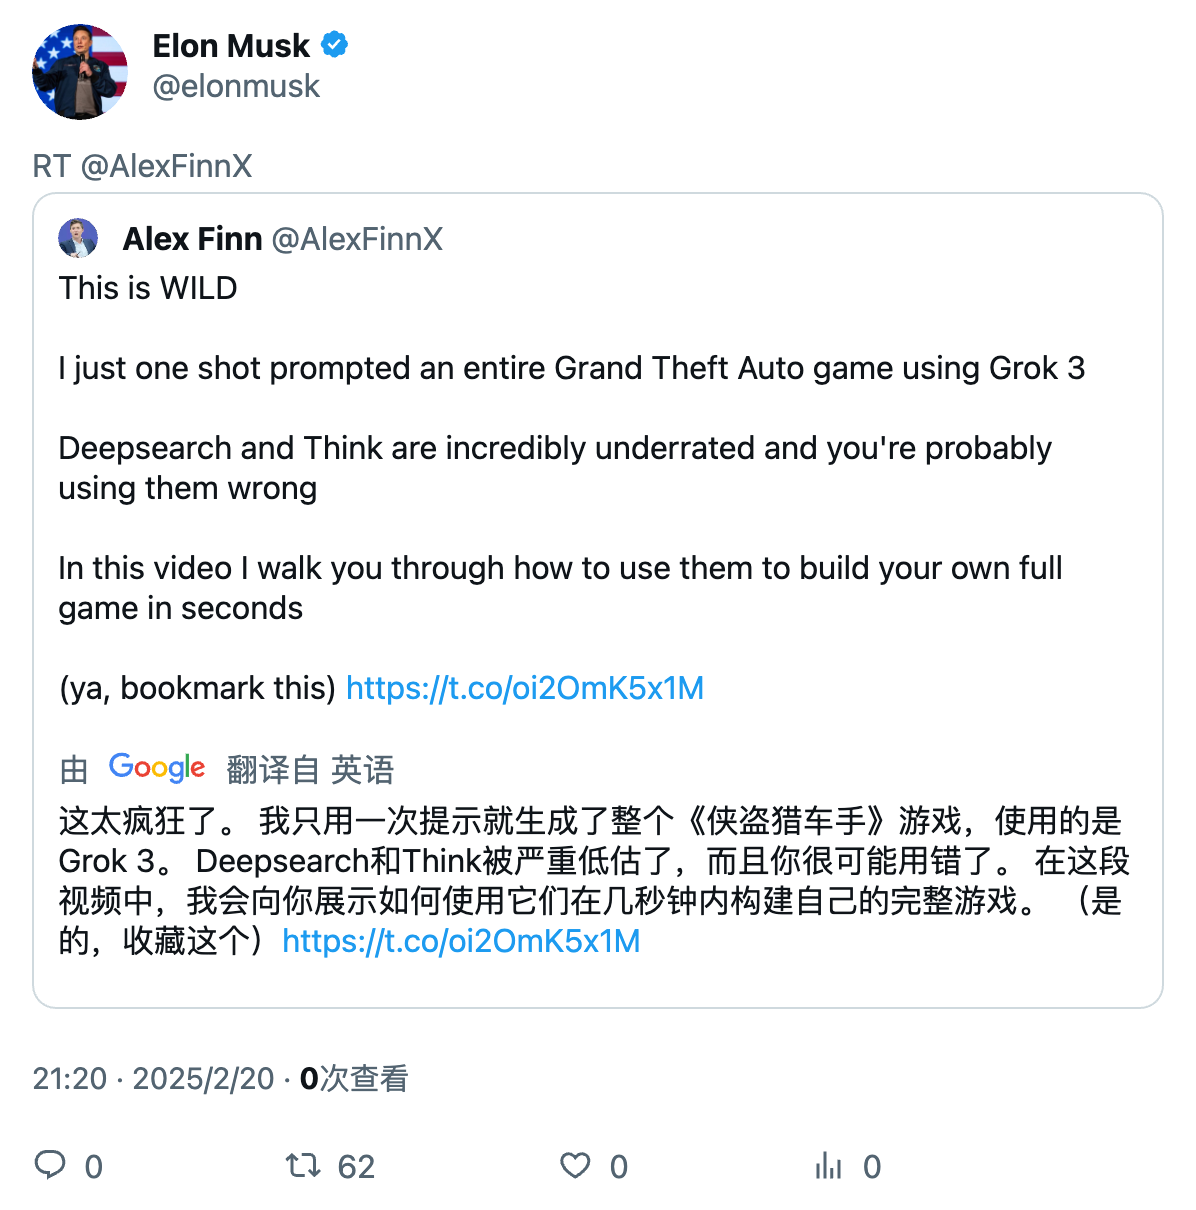 Elon Musk
@elonmusk
RT @AlexFinnX
Alex Finn @AlexFinnX
This is WILD
I just one shot prompted an entire Grand Theft Auto game using Grok 3
Deepsearch and Think are incredibly underrated and you're probably
using them wrong
In this video I walk you through how to use them to build your own full
game in seconds
(ya, bookmark this) https://t.co/oi2OmK5x1M
由 Google 翻译自 英语
这太疯狂了。 我只用一次提示就生成了整个《侠盗猎车手》游戏，使用的是
Grok 3。 Deepsearch和Think被严重低估了，而且你很可能用错了。 在这段
视频中，我会向你展示如何使用它们在几秒钟内构建自己的完整游戏。 （是
的，收藏这个）https://t.co/oi2OmK5x1M
21:20 · 2025/2/20 · 0次查看
0 62 0 0